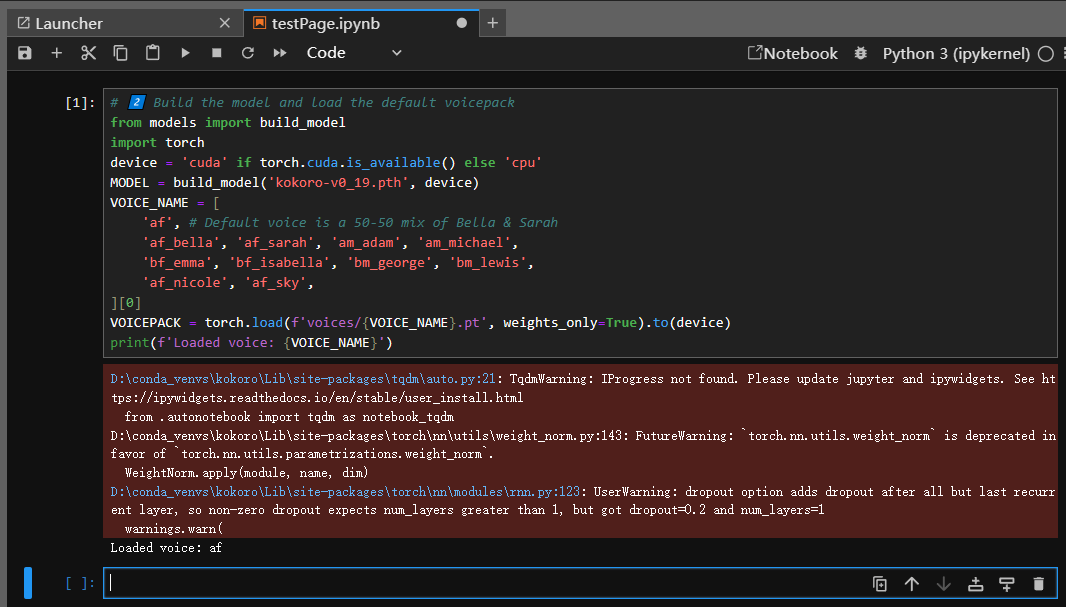 Launcher
testPage.ipynb
Code
Notebook
Python 3 (ipykernel)
[1]:
# 2️⃣ Build the model and load the default voicepack
from models import build_model
import torch
device = 'cuda' if torch.cuda.is_available() else 'cpu'
MODEL = build_model('kokoro-v0_19.pth', device)
VOICE_NAME = [
    'af', # Default voice is a 50-50 mix of Bella & Sarah
    'af_bella', 'af_sarah', 'am_adam', 'am_michael',
    'bf_emma', 'bf_isabella', 'bm_george', 'bm_lewis',
    'af_nicole', 'af_sky',
][0]
VOICEPACK = torch.load(f'voices/{VOICE_NAME}.pt', weights_only=True).to(device)
print(f'Loaded voice: {VOICE_NAME}')
D:\conda_venvs\kokoro\Lib\site-packages\tqdm\auto.py:21: TqdmWarning: IProgress not found. Please update jupyter and ipywidgets. See ht
tps://ipywidgets.readthedocs.io/en/stable/user_install.html
  from .autonotebook import tqdm as notebook_tqdm
D:\conda_venvs\kokoro\Lib\site-packages\torch\nn\utils\weight_norm.py:143: FutureWarning: `torch.nn.utils.weight_norm` is deprecated in
favor of `torch.nn.utils.parametrizations.weight_norm`.
  WeightNorm.apply(module, name, dim)
D:\conda_venvs\kokoro\Lib\site-packages\torch\nn\modules\rnn.py:123: UserWarning: dropout option adds dropout after all but last recurr
ent layer, so non-zero dropout expects num_layers greater than 1, but got dropout=0.2 and num_layers=1
  warnings.warn(
Loaded voice: af
[ ]: